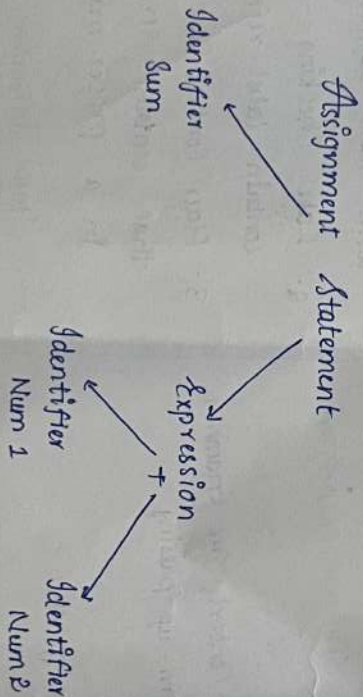 Assignment Statement
Identifier
Sum
Expression
+
Identifier
Num 1
Identifier
Num 2